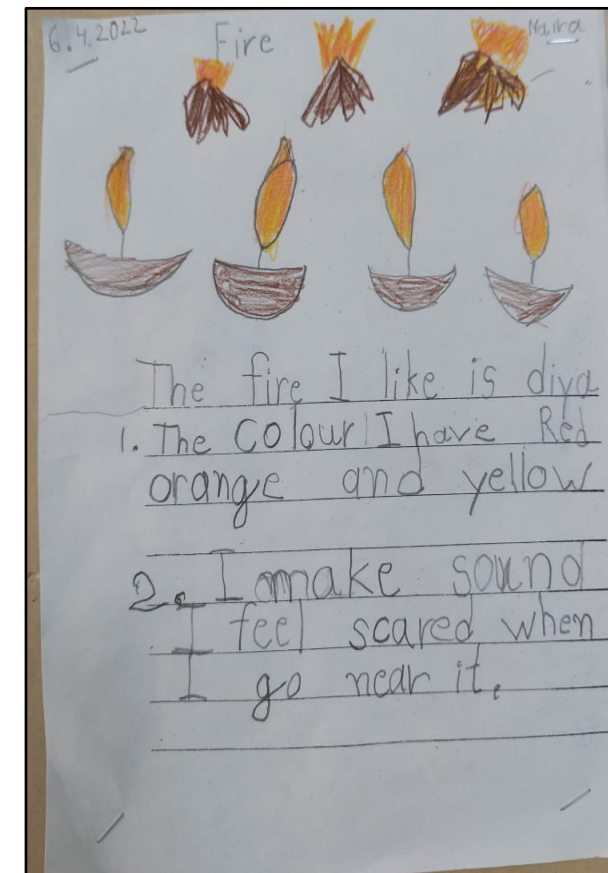 6.4.2022 Fire Naira
The fire I like is diya
1. The colour I have Red
orange and yellow
2. I make sound
I feel scared when
I go near it.